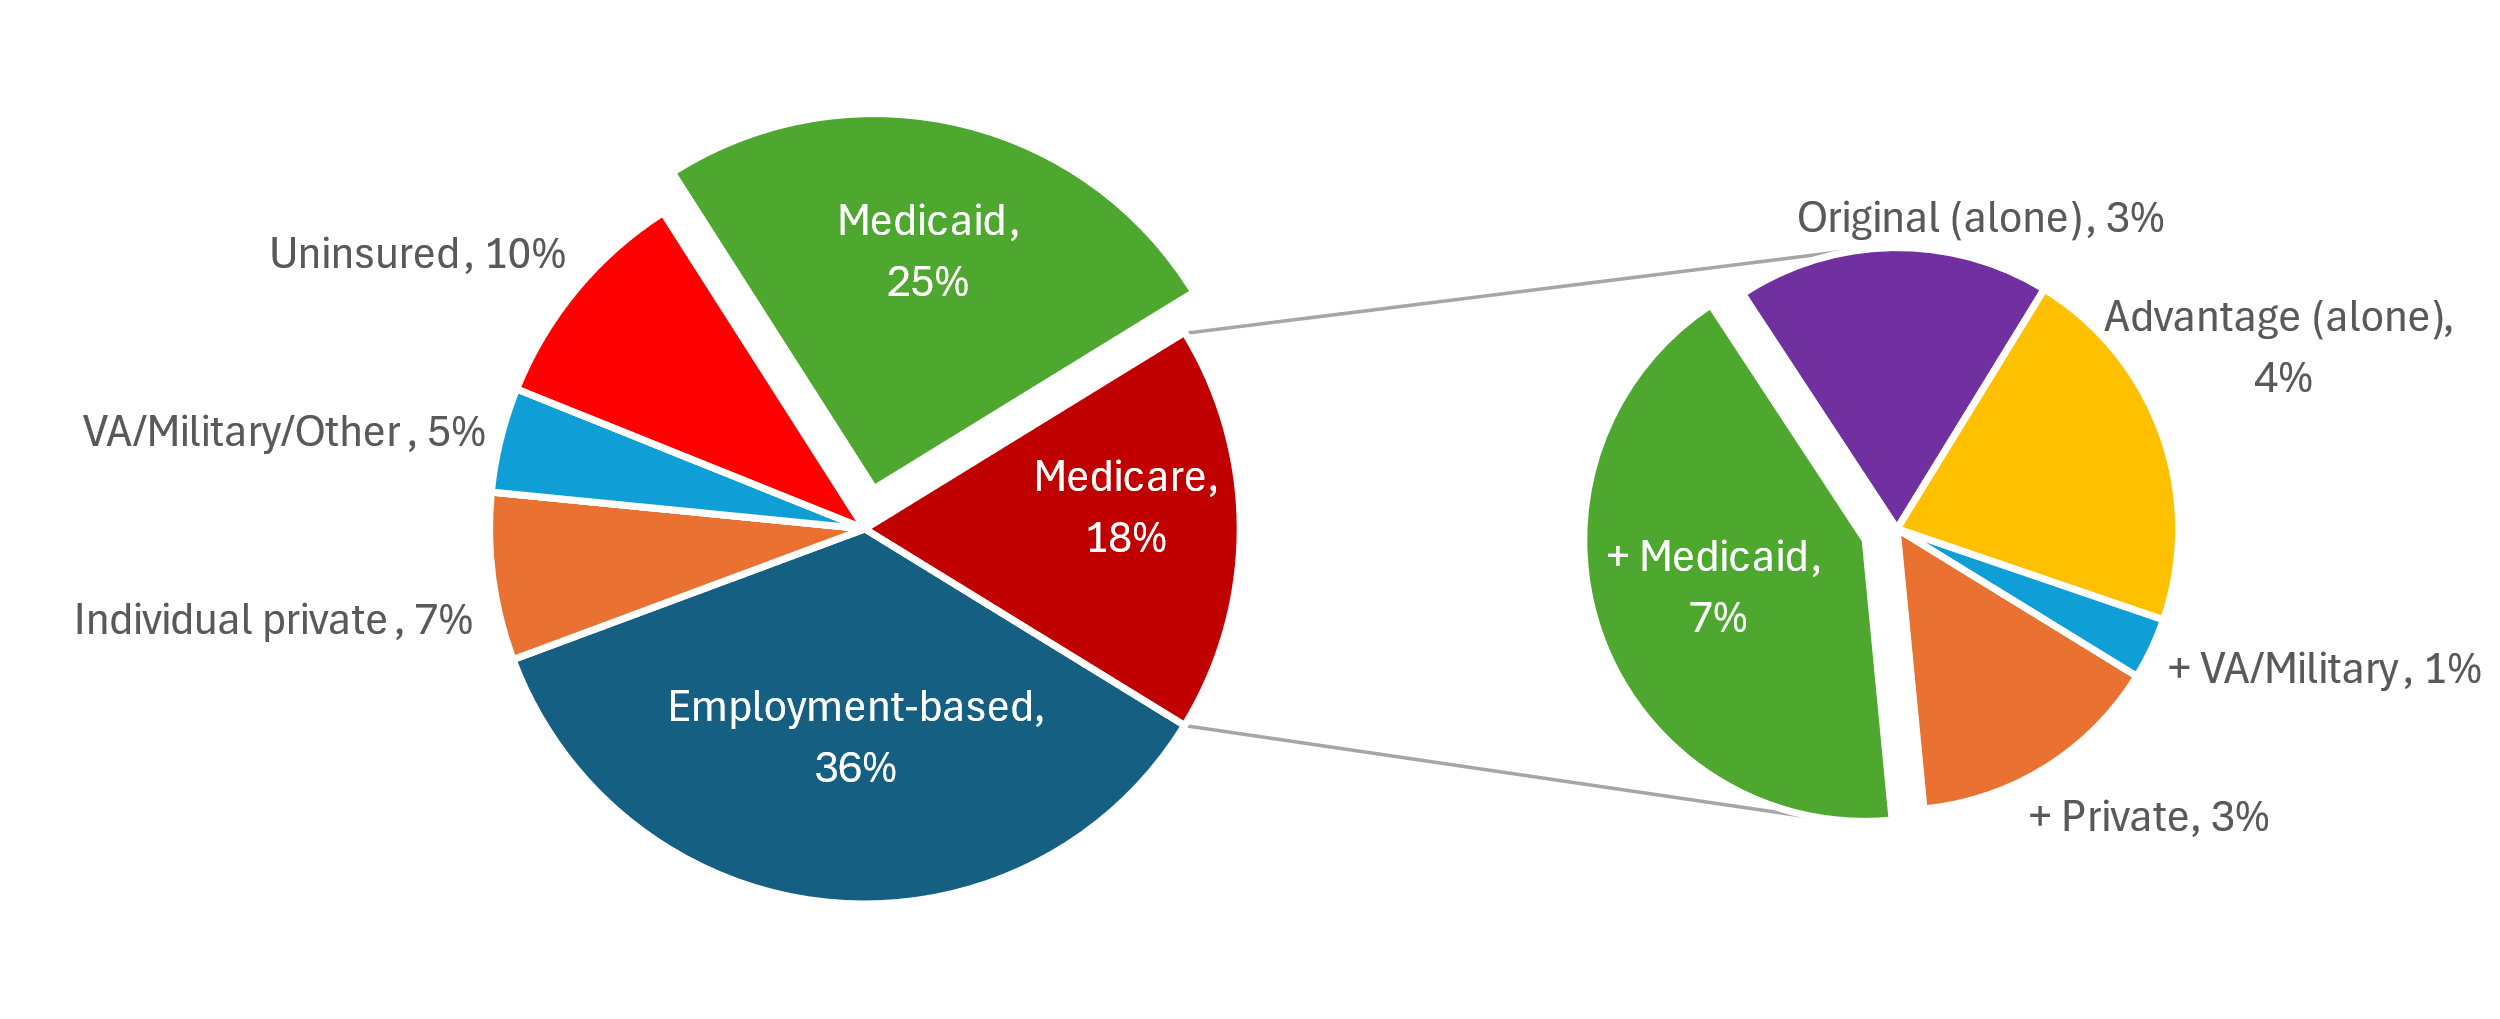 Medicaid,
25%
Uninsured, 10%
VA/Military/Other, 5%
Individual private, 7%
Medicare,
18%
Employment-based,
36%
Original (alone), 3%
Advantage (alone),
4%
+ Medicaid,
7%
+ VA/Military, 1%
+ Private, 3%